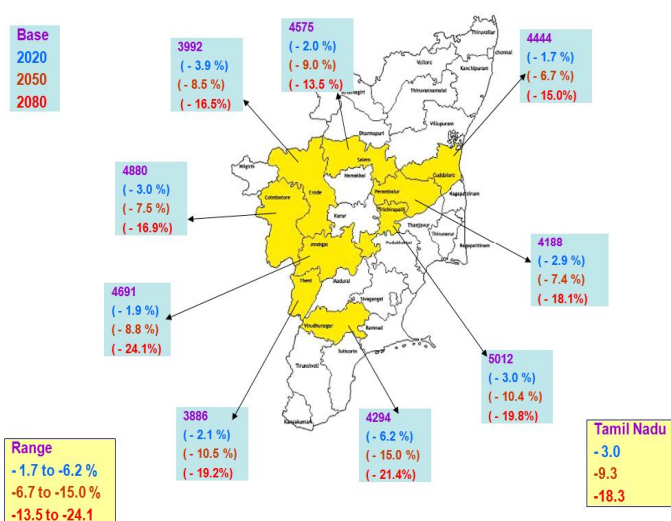 Base
2020
2050
2080
3992
( - 3.9 %)
( - 8.5 %)
( - 16.5%)
4575
( - 2.0 %)
( - 9.0 %)
( - 13.5 %)
4444
( - 1.7 %)
( - 6.7 %)
( - 15.0%)
4880
( - 3.0 %)
( - 7.5 %)
( - 16.9%)
4188
( - 2.9 %)
( - 7.4 %)
( - 18.1%)
4691
( - 1.9 %)
( - 8.8 %)
( - 24.1%)
5012
( - 3.0 %)
( - 10.4 %)
( - 19.8%)
3886
( - 2.1 %)
( - 10.5 %)
( - 19.2%)
4294
( - 6.2 %)
( - 15.0 %)
( - 21.4%)
Thiruvallur
Chennai
Vellore
Kanchipuram
Thiruvannamalai
Villupuram
Dharmapuri
Salem
Nilgiris
Erode
Namakkal
Cuddalore
Perambalur
Coimbatore
Karur
Nagapattinam
Thanjavur
Thiruvarur
Nagapattinam
Madurai
Theni
Sivagangai
Virudhunagar
Ramnad
Tuticorin
Tirunelveli
Kanyakumari
Range
- 1.7 to -6.2 %
-6.7 to -15.0 %
-13.5 to -24.1
Tamil Nadu
- 3.0
-9.3
-18.3